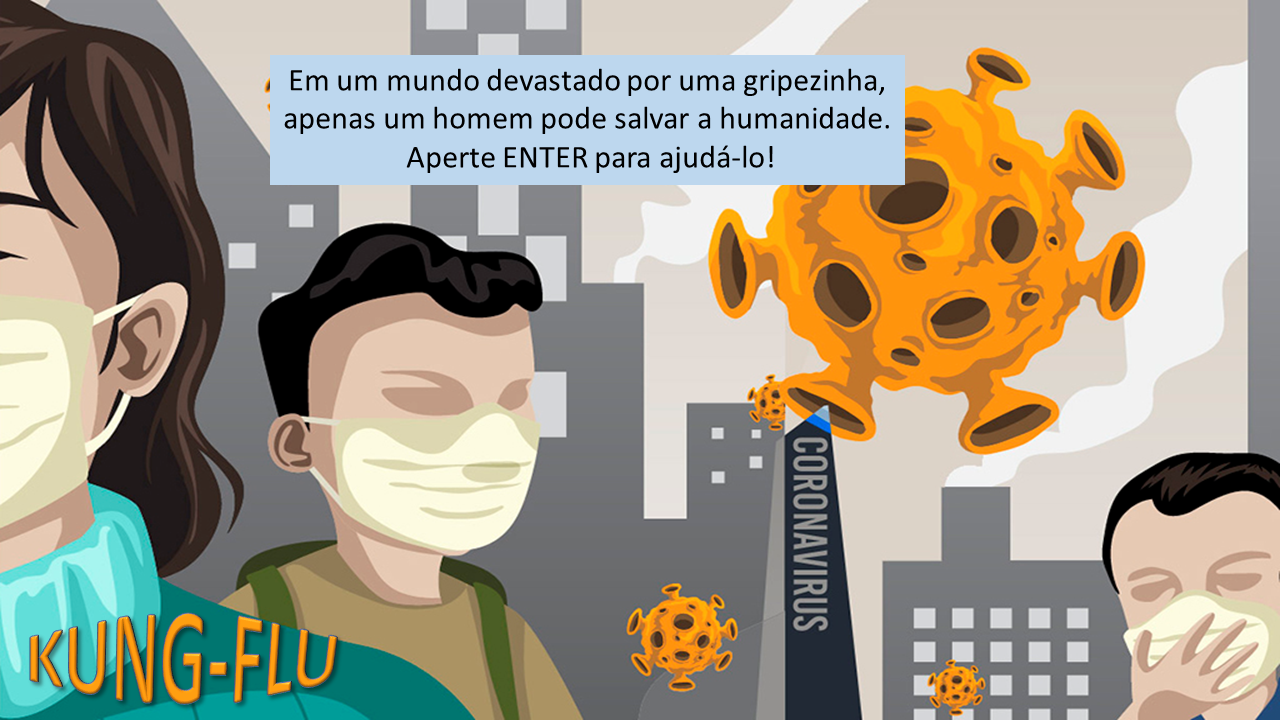 Em um mundo devastado por uma gripezinha,
apenas um homem pode salvar a humanidade.
Aperte ENTER para ajudá-lo!
CORONAVIRUS
KUNG-FLU